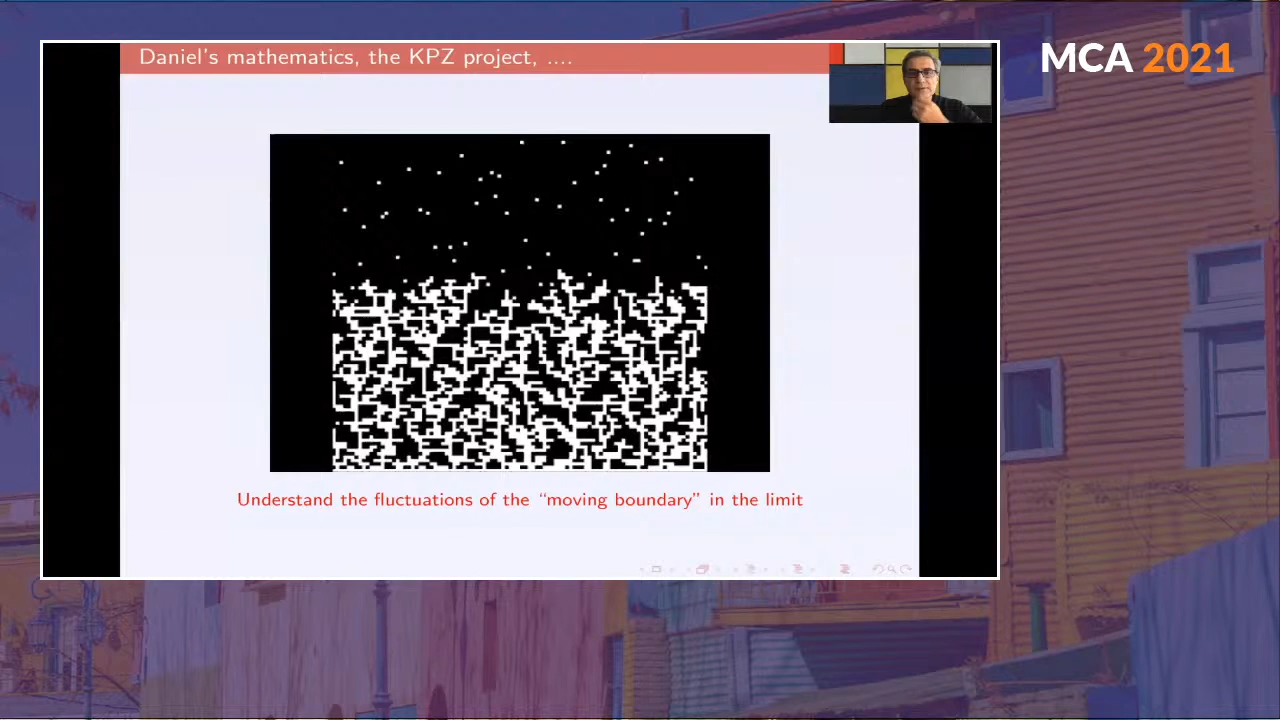 Daniel's mathematics, the KPZ project, ....
MCA 2021
Understand the fluctuations of the “moving boundary” in the limit